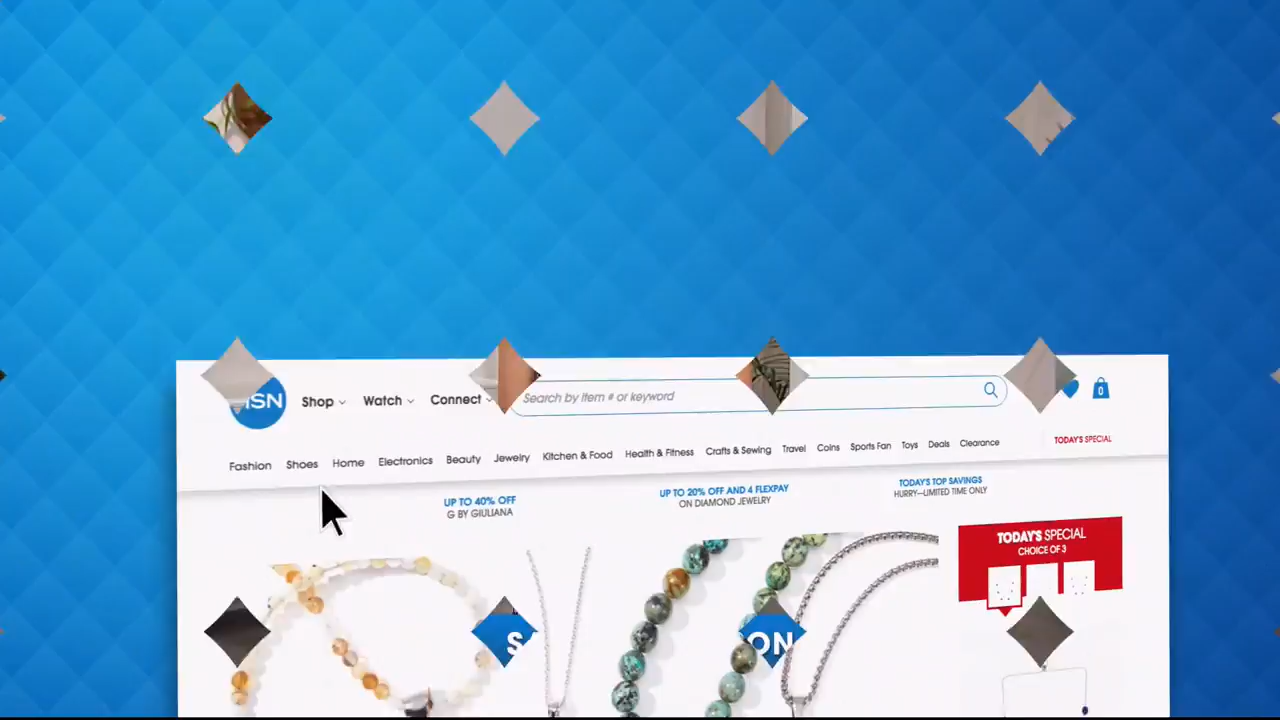 HSN Shop Watch Connect Search by item # or keyword 0
Fashion Shoes Home Electronics Beauty Jewelry Kitchen & Food Health & Fitness Crafts & Sewing Travel Coins Sports Fan Toys Deals Clearance TODAY'S SPECIAL
UP TO 40% OFF
G BY GIULIANA
UP TO 20% OFF AND 4 FLEXPAY
ON DIAMOND JEWELRY
TODAY'S TOP SAVINGS
HURRY—LIMITED TIME ONLY
TODAY'S SPECIAL
CHOICE OF 3
S
ON